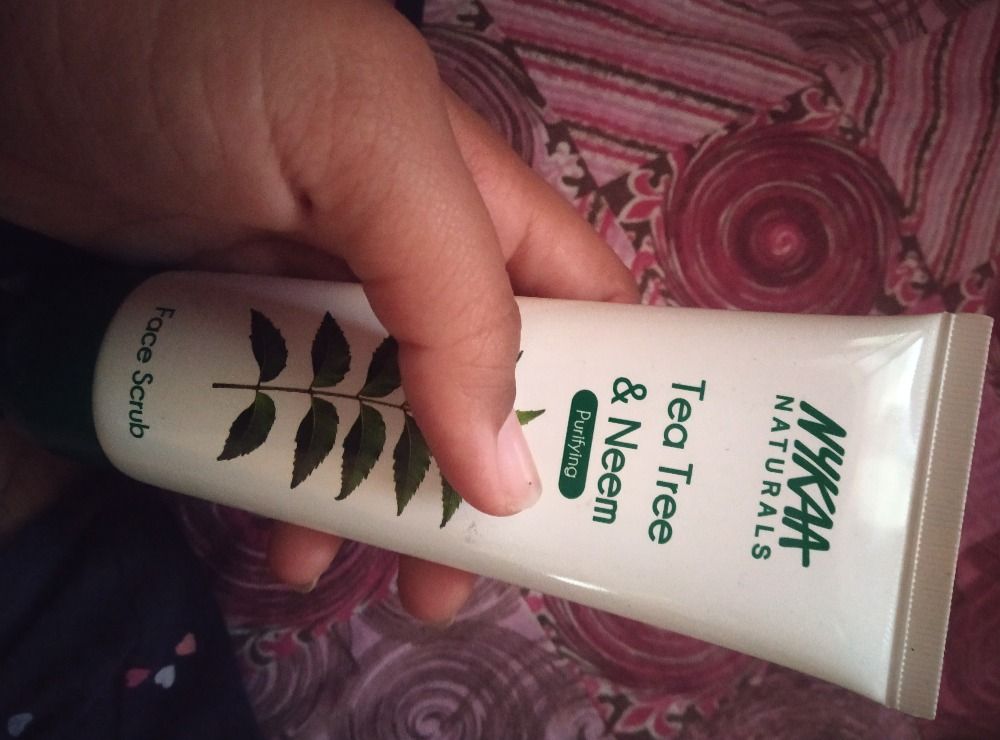 NYKAA
NATURALS
Tea Tree
& Neem
Purifying
Face Scrub